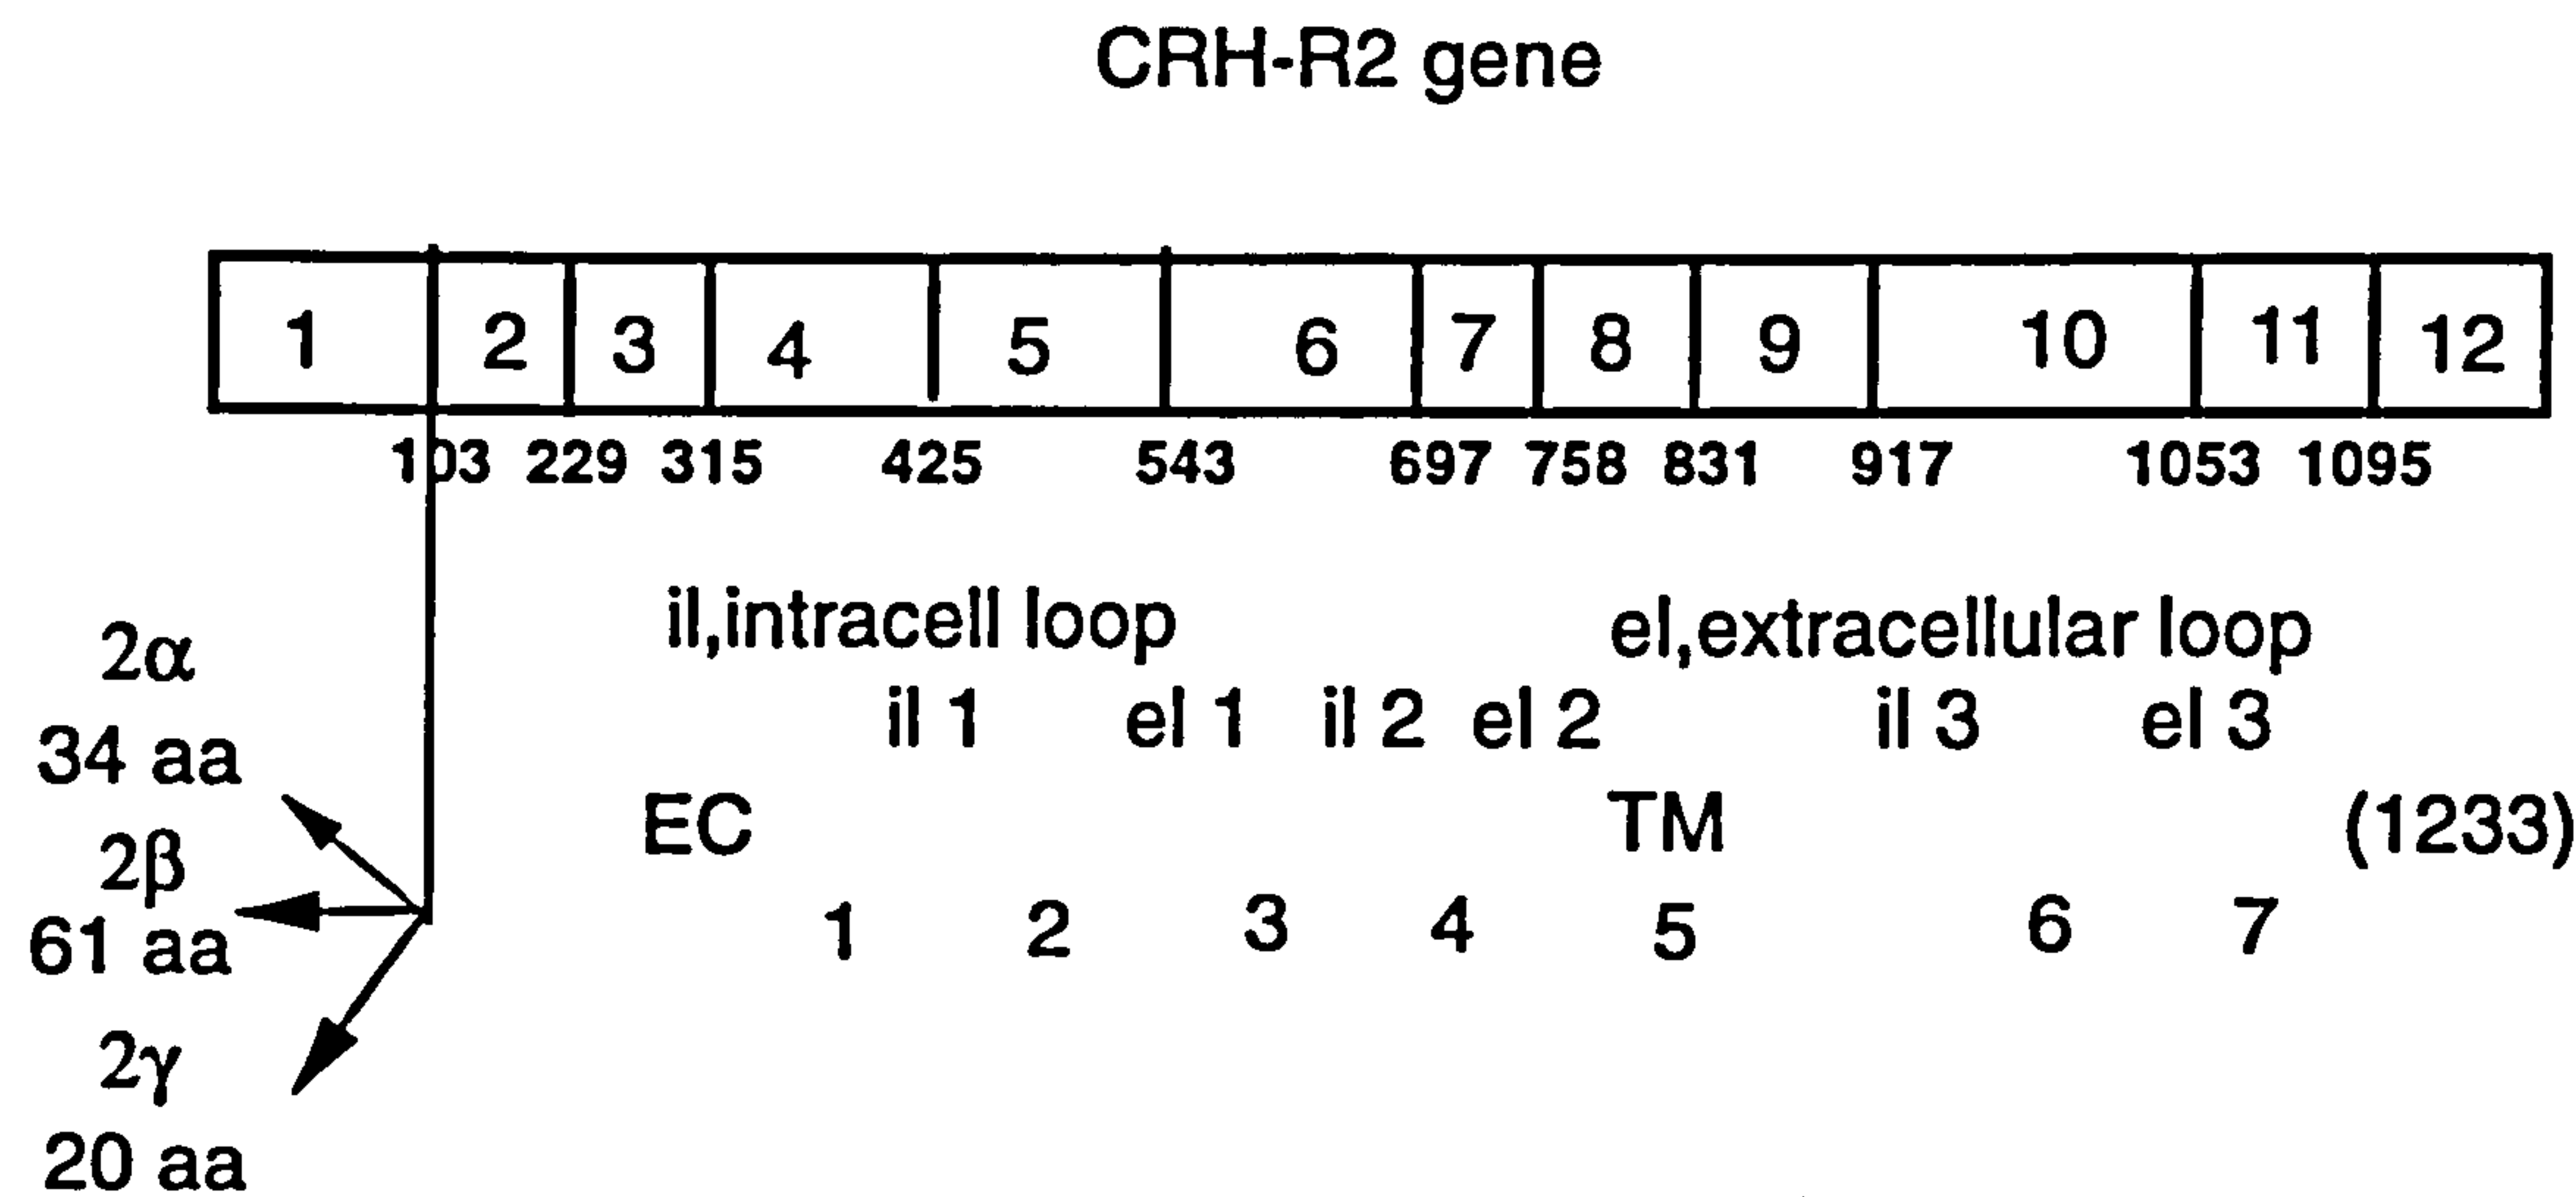 CRH-R2 gene
1 2 3 4 5 6 7 8 9 10 11 12
103 229 315 425 543 697 758 831 917 1053 1095
il,intracell loop el,extracellular loop
2α
il 1 el 1 il 2 el 2 il 3 el 3
34 aa
EC TM (1233)
2β
61 aa
1 2 3 4 5 6 7
2γ
20 aa